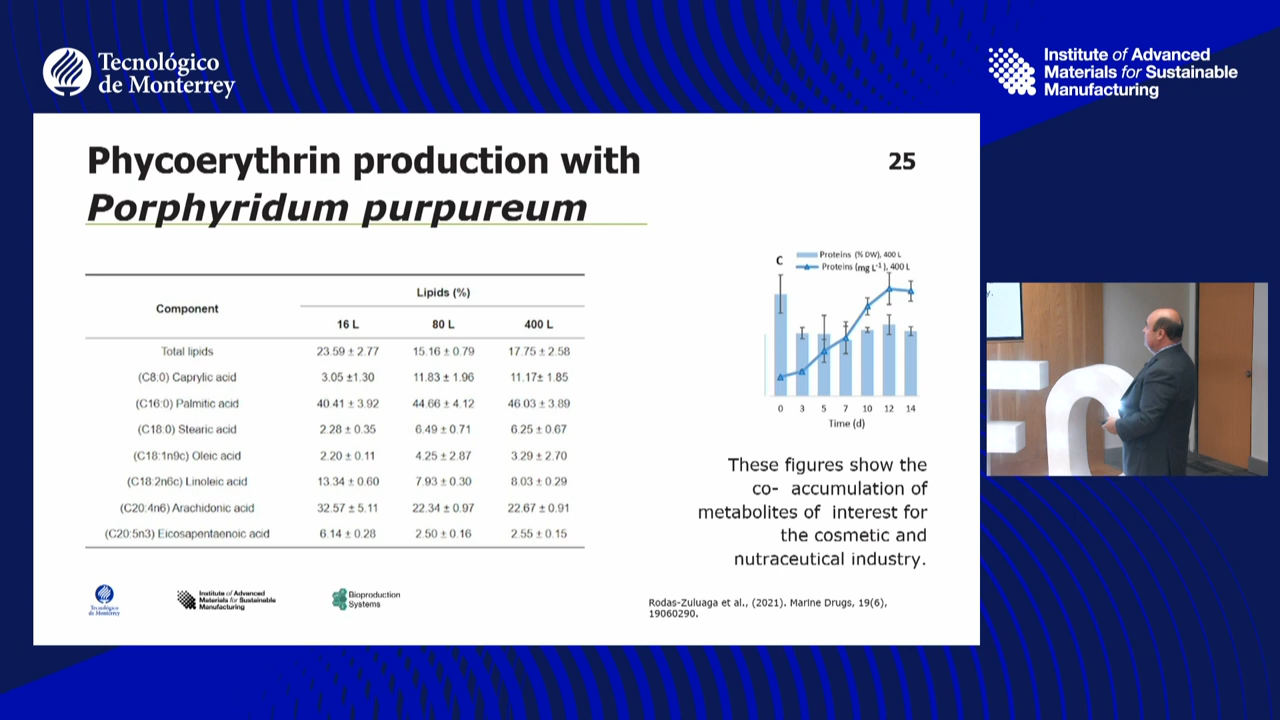 Tecnológico
de Monterrey
Institute of Advanced
Materials for Sustainable
Manufacturing
Phycoerythrin production with
Porphyridum purpureum
25
Component
Lipids (%)
16 L 80 L 400 L
Total lipids 23.59 ± 2.77 15.16 ± 0.79 17.75 ± 2.58
(C8:0) Caprylic acid 3.05 ±1.30 11.83 ± 1.96 11.17± 1.85
(C16:0) Palmitic acid 40.41 ± 3.92 44.66 ± 4.12 46.03 ± 3.89
(C18:0) Stearic acid 2.28 ± 0.35 6.49 ± 0.71 6.25 ± 0.67
(C18:1n9c) Oleic acid 2.20 ± 0.11 4.25 ± 2.87 3.29 ± 2.70
(C18:2n6c) Linoleic acid 13.34 ± 0.60 7.93 ± 0.30 8.03 ± 0.29
(C20:4n6) Arachidonic acid 32.57 ± 5.11 22.34 ± 0.97 22.67 ± 0.91
(C20:5n3) Eicosapentaenoic acid 6.14 ± 0.28 2.50 ± 0.16 2.55 ± 0.15
C
Proteins (% DW), 400 L
Proteins (mg L-1), 400 L
0 3 5 7 10 12 14
Time (d)
These figures show the
co- accumulation of
metabolites of interest for
the cosmetic and
nutraceutical industry.
Tecnológico
de Monterrey
Institute of Advanced
Materials for Sustainable
Manufacturing
Bioproduction
Systems
Rodas-Zuluaga et al., (2021). Marine Drugs, 19(6),
19060290.
y.